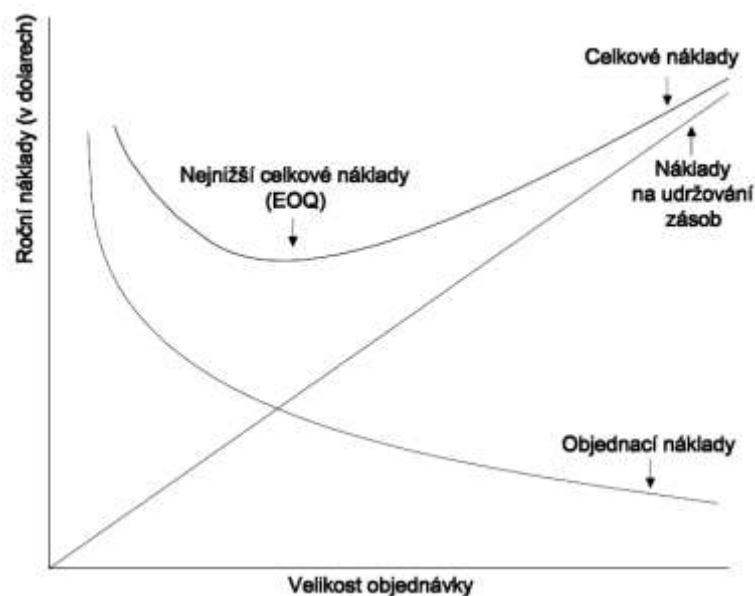 Celkové náklady
Nejnižší celkové náklady
(EOQ)
Náklady
na udržování
zásob
Roční náklady (v dolarech)
Objednací náklady
Velikost objednávky